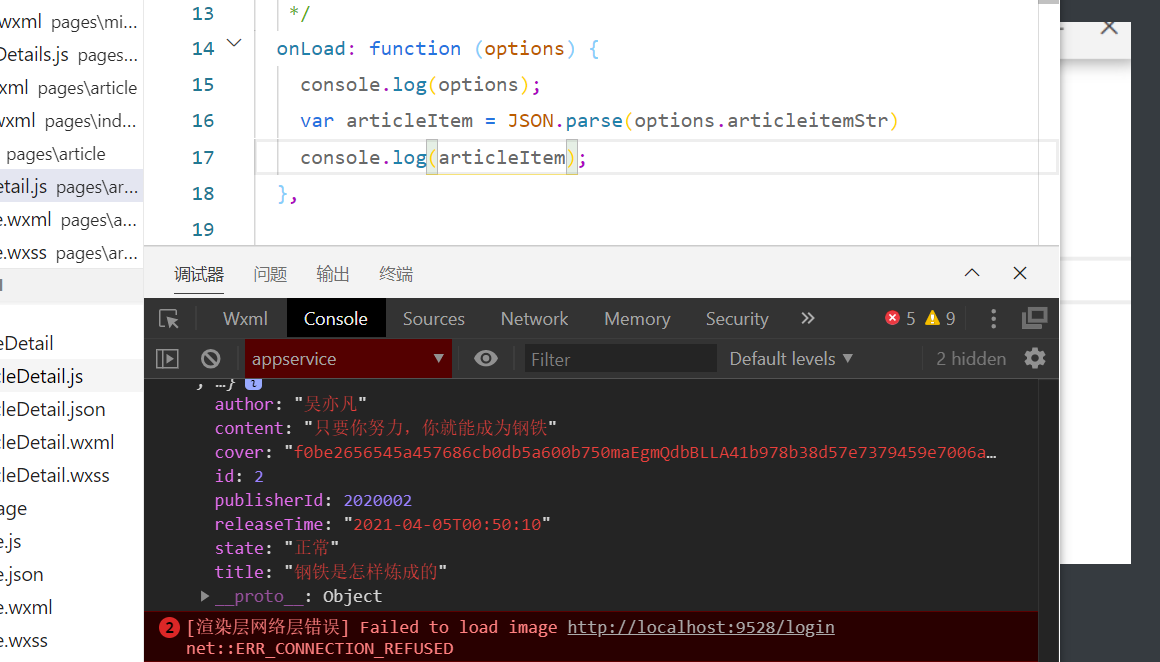 wxml pages\mi...
Details.js pages...
xml pages\article
wxml pages\ind...
pages\article
etail.js pages\ar...
e.wxml pages\a...
e.wxss pages\ar...
eDetail
cleDetail.js
cleDetail.json
cleDetail.wxml
cleDetail.wxss
age
e.js
e.json
e.wxml
e.wxss
13 */
14 onLoad: function (options) {
15 console.log(options);
16 var articleItem = JSON.parse(options.articleitemStr)
17 console.log(articleItem);
18 },
19
调试器 问题 输出 终端
Wxml Console Sources Network Memory Security 5 9
appservice Filter Default levels 2 hidden
, …}
author: "吴亦凡"
content: "只要你努力，你就能成为钢铁"
cover: "f0be2656545a457686cb0db5a600b750maEgmQdbBLLA41b978b38d57e7379459e7006a…
id: 2
publisherId: 2020002
releaseTime: "2021-04-05T00:50:10"
state: "正常"
title: "钢铁是怎样炼成的"
__proto__: Object
2 [渲染层网络层错误] Failed to load image http://localhost:9528/login
net::ERR_CONNECTION_REFUSED